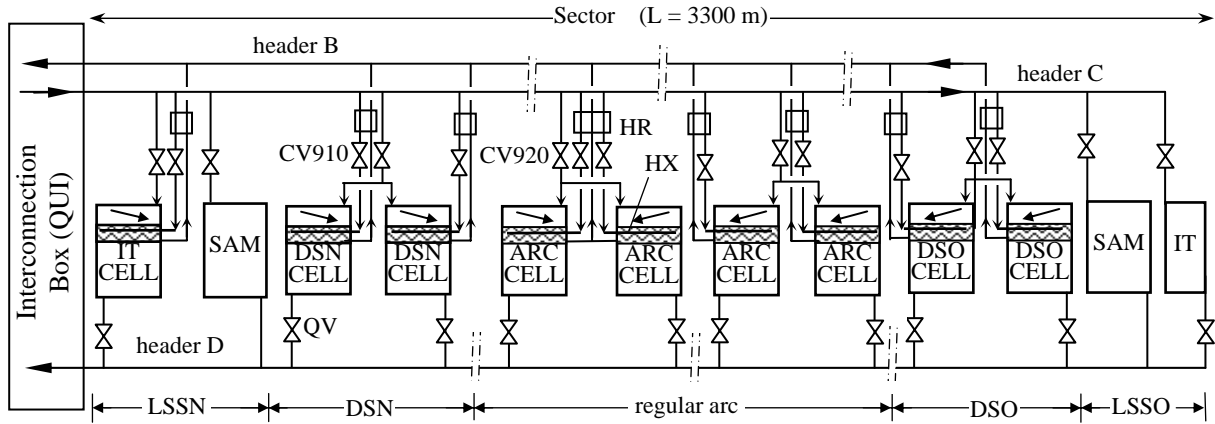 Sector (L = 3300 m)
header B
header C
Interconnection
Box (QUI)
CV910
CV920
HR
HX
IT
CELL
SAM
DSN
CELL
DSN
CELL
ARC
CELL
ARC
CELL
ARC
CELL
ARC
CELL
DSO
CELL
DSO
CELL
SAM
IT
QV
header D
LSSN
DSN
regular arc
DSO
LSSO